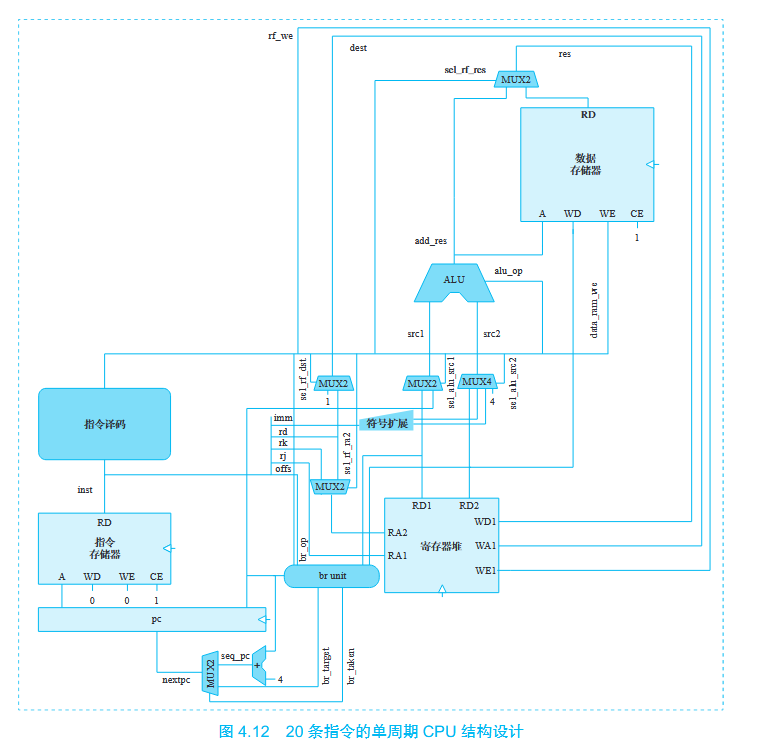 rf_we
dest
res
sel_rf_res
MUX2
RD
数据
存储器
A WD WE CE
1
add_res
ALU
alu_op
data_ram_we
src1
src2
sel_rf_dst
MUX2
1
MUX2
sel_alu_src1
MUX4
4
sel_alu_src2
指令译码
imm
符号扩展
rd
rk
rj
offs
sel_rf_ra2
MUX2
inst
RD
指令
存储器
A WD WE CE
0 0 1
RD1 RD2
WD1
RA2
寄存器堆
WA1
RA1
WE1
br_op
br unit
pc
MUX2
seq_pc
+
4
nextpc
br_target
br_taken
图 4.12 20 条指令的单周期 CPU 结构设计